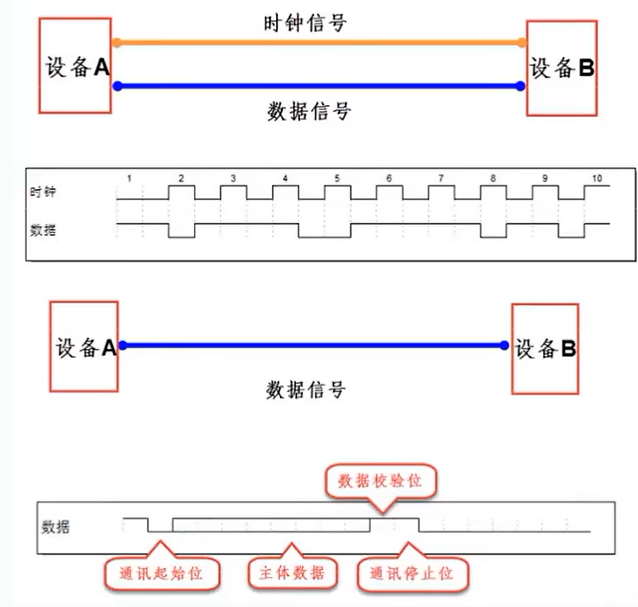 时钟信号
设备A
设备B
数据信号
1 2 3 4 5 6 7 8 9 10
时钟
数据
设备A
设备B
数据信号
数据校验位
数据
通讯起始位
主体数据
通讯停止位